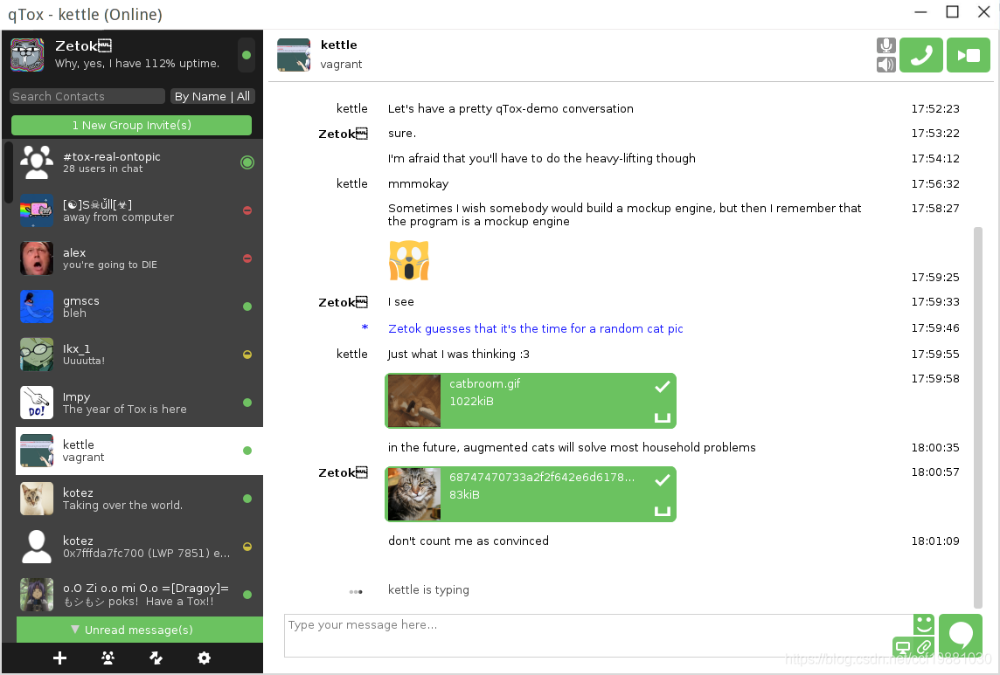 qTox - kettle (Online)
Zetok
Why, yes, I have 112% uptime.
Search Contacts
By Name | All
1 New Group Invite(s)
#tox-real-ontopic
28 users in chat
[☯]S☠ǔll[☣]
away from computer
alex
you're going to DIE
gmscs
bleh
Ikx_1
Uuuutta!
DO!
Impy
The year of Tox is here
kettle
vagrant
kotez
Taking over the world.
kotez
0x7fffda7fc700 (LWP 7851) e...
o.O Zi o.o mi O.o =[Dragoy]=
もシもシ poks!  Have a Tox!!
▼ Unread message(s)
kettle
vagrant
kettle Let's have a pretty qTox-demo conversation 17:52:23
Zetok sure. 17:53:22
I'm afraid that you'll have to do the heavy-lifting though 17:54:12
kettle mmmokay 17:56:32
Sometimes I wish somebody would build a mockup engine, but then I remember that 17:58:27
the program is a mockup engine
17:59:25
Zetok I see 17:59:33
* Zetok guesses that it's the time for a random cat pic 17:59:46
kettle Just what I was thinking :3 17:59:55
catbroom.gif 17:59:58
1022kiB
in the future, augmented cats will solve most household problems 18:00:35
Zetok 68747470733a2f2f642e6d6178... 18:00:57
83kiB
don't count me as convinced 18:01:09
kettle is typing
Type your message here...
https://blog.csdn.net/ccf19881030